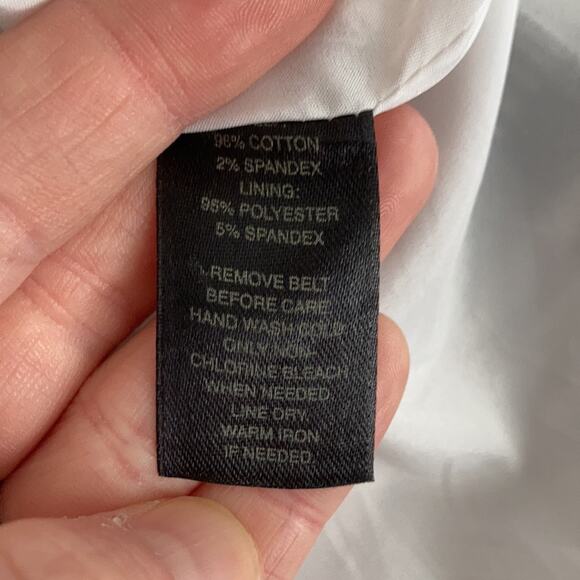 98% COTTON
2% SPANDEX
LINING:
95% POLYESTER
5% SPANDEX
REMOVE BELT
BEFORE CARE
HAND WASH COLD
ONLY NON-
CHLORINE BLEACH
WHEN NEEDED
LINE DRY.
WARM IRON
IF NEEDED.